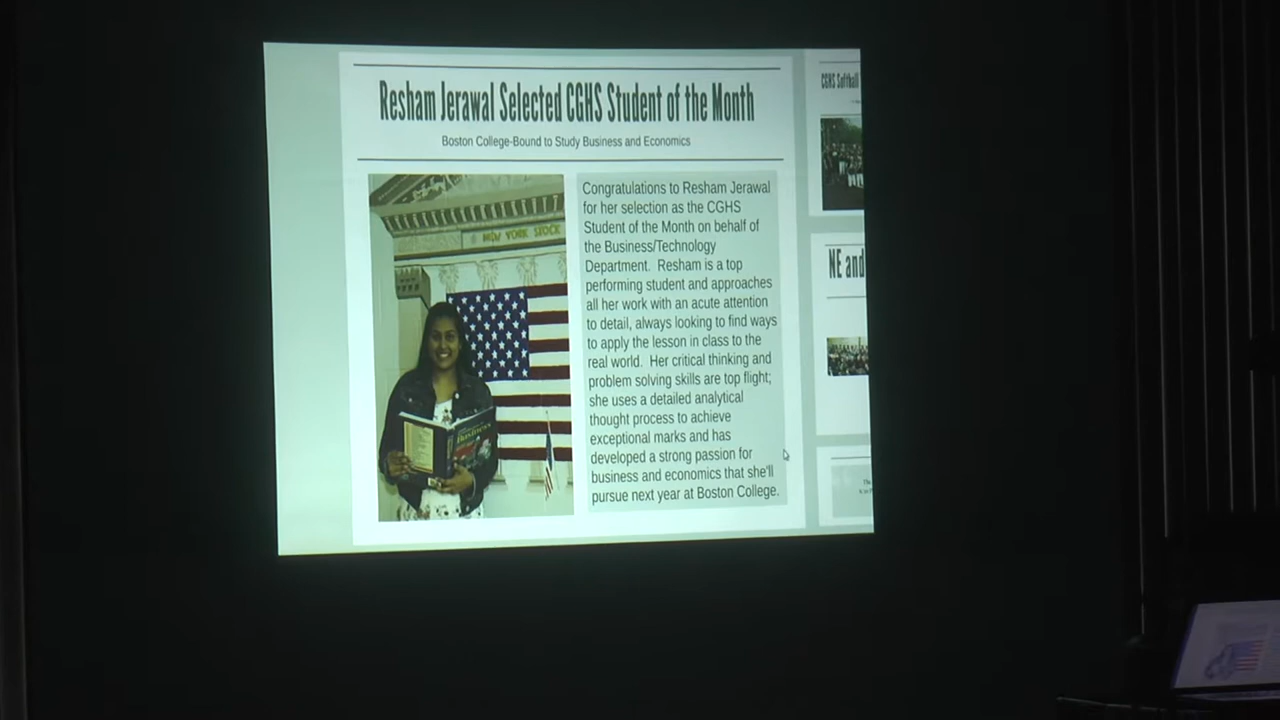 Resham Jerawal Selected CGHS Student of the Month
Boston College-Bound to Study Business and Economics
NEW YORK STOCK
Business
Congratulations to Resham Jerawal
for her selection as the CGHS
Student of the Month on behalf of
the Business/Technology
Department. Resham is a top
performing student and approaches
all her work with an acute attention
to detail, always looking to find ways
to apply the lesson in class to the
real world. Her critical thinking and
problem solving skills are top flight;
she uses a detailed analytical
thought process to achieve
exceptional marks and has
developed a strong passion for
business and economics that she'll
pursue next year at Boston College.
CGHS Softball
NE and